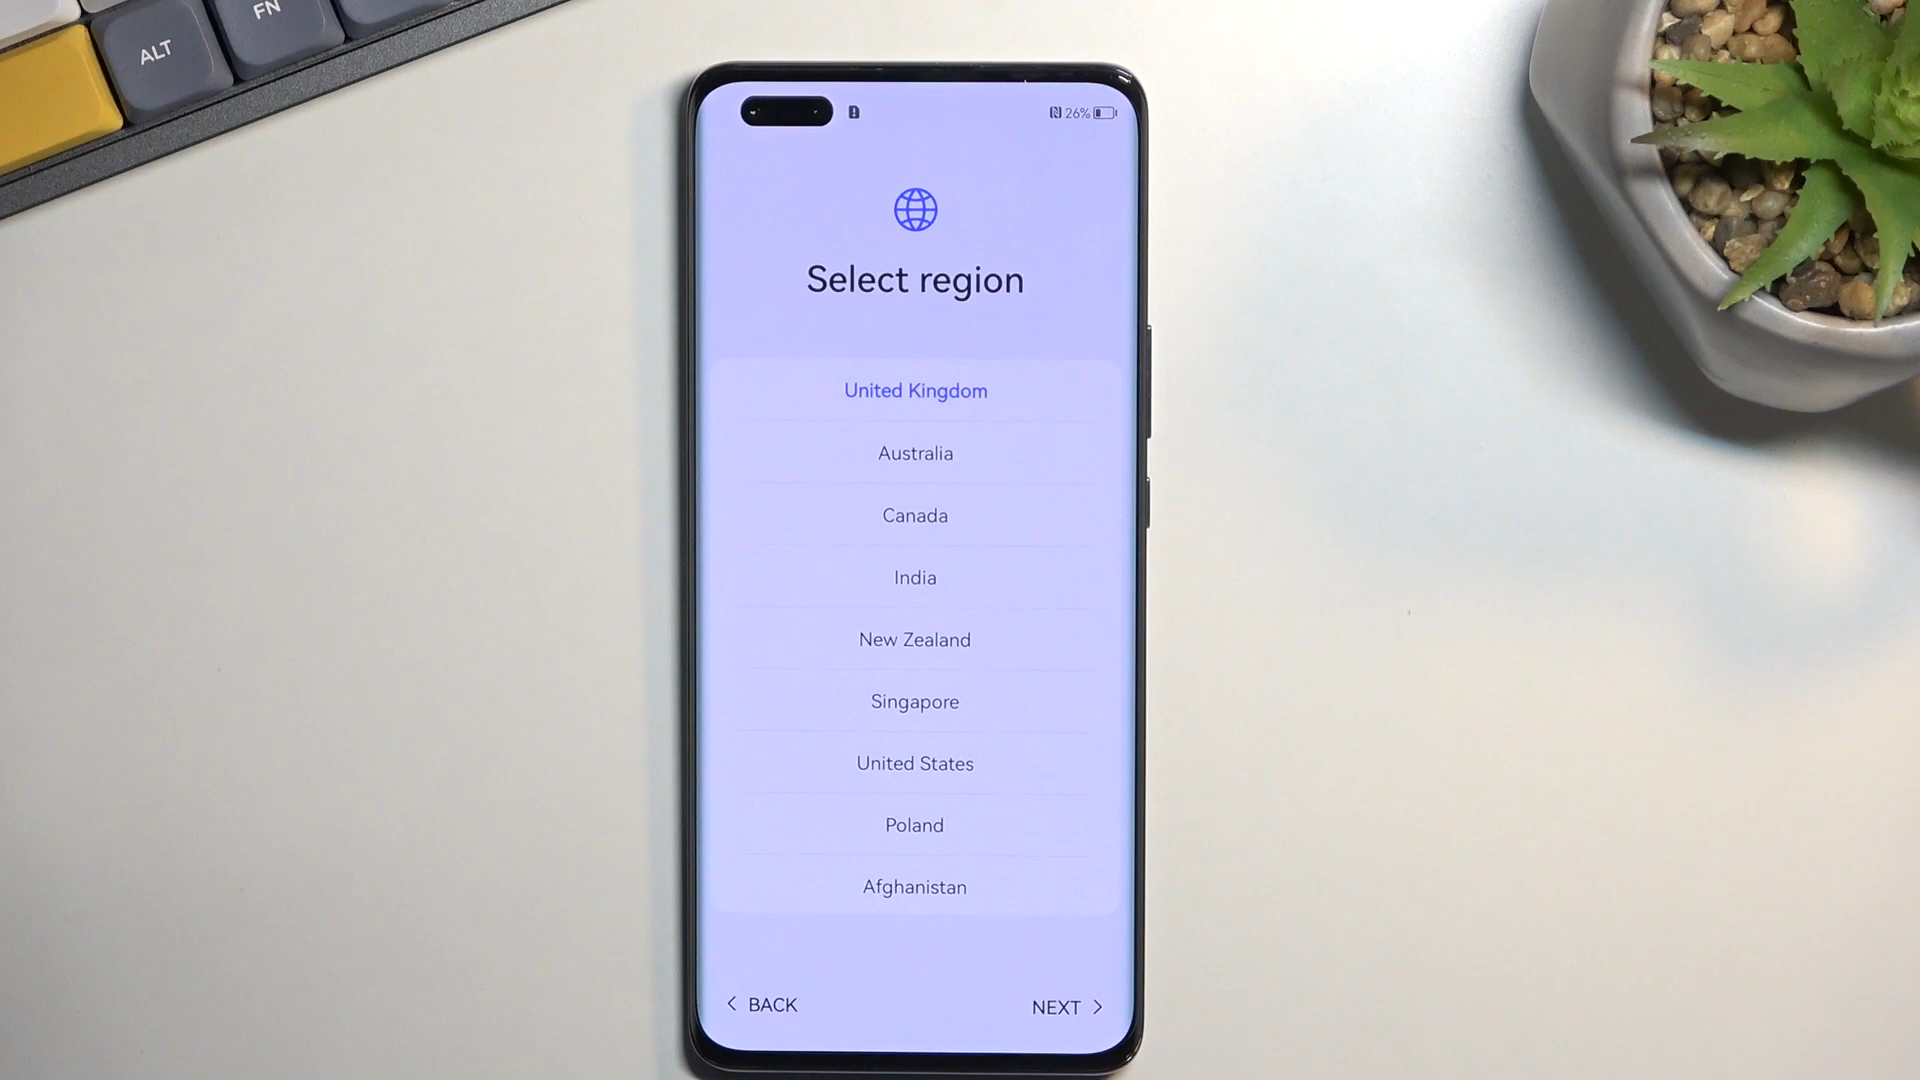 FN
ALT
26%
Select region
United Kingdom
Australia
Canada
India
New Zealand
Singapore
United States
Poland
Afghanistan
BACK
NEXT